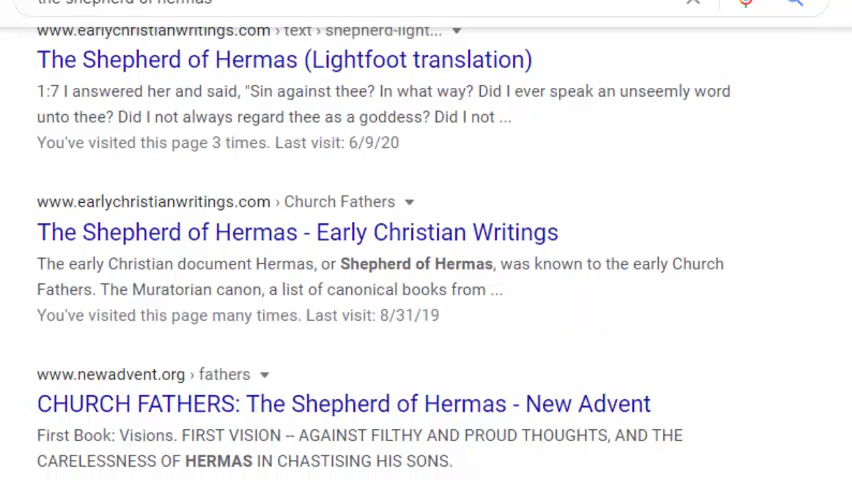 the shepherd of hermas
www.earlychristianwritings.com › text › shepherd-light...
The Shepherd of Hermas (Lightfoot translation)
1:7 I answered her and said, "Sin against thee? In what way? Did I ever speak an unseemly word
unto thee? Did I not always regard thee as a goddess? Did I not ...
You've visited this page 3 times. Last visit: 6/9/20
www.earlychristianwritings.com › Church Fathers
The Shepherd of Hermas - Early Christian Writings
The early Christian document Hermas, or Shepherd of Hermas, was known to the early Church
Fathers. The Muratorian canon, a list of canonical books from ...
You've visited this page many times. Last visit: 8/31/19
www.newadvent.org › fathers
CHURCH FATHERS: The Shepherd of Hermas - New Advent
First Book: Visions. FIRST VISION -- AGAINST FILTHY AND PROUD THOUGHTS, AND THE
CARELESSNESS OF HERMAS IN CHASTISING HIS SONS.